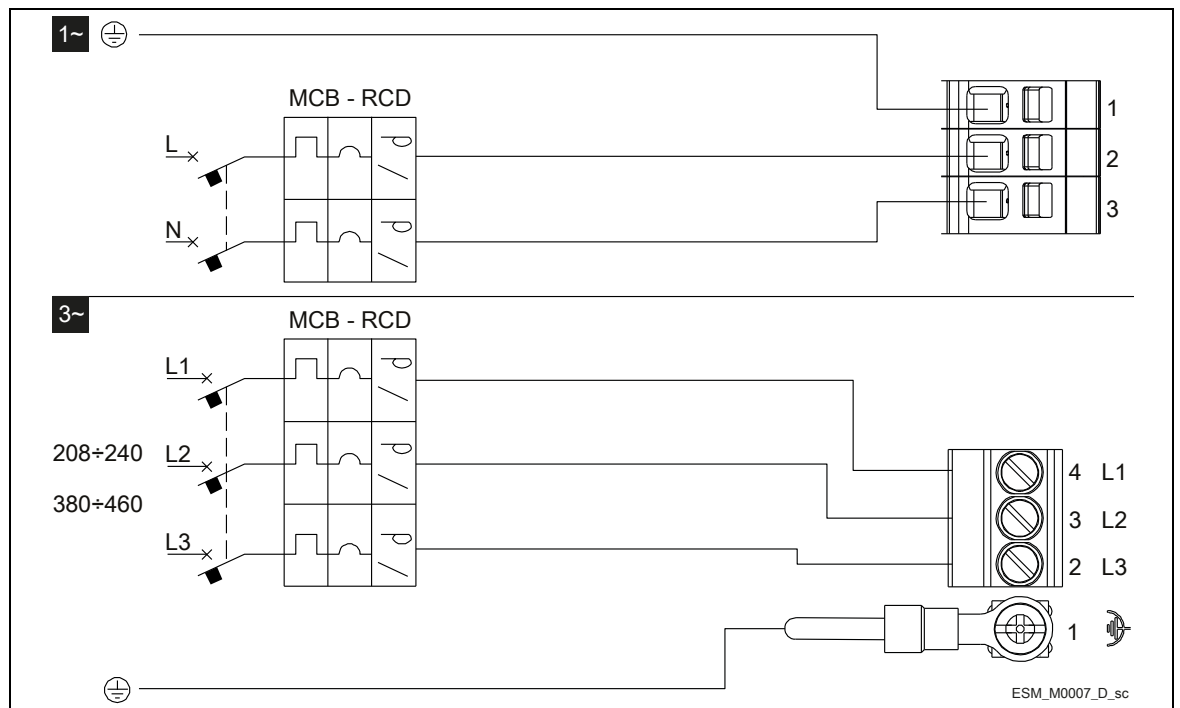 1~
MCB - RCD
L
N
1
2
3
3~
MCB - RCD
L1
208÷240 L2
380÷460
L3
4 L1
3 L2
2 L3
1
ESM_M0007_D_sc